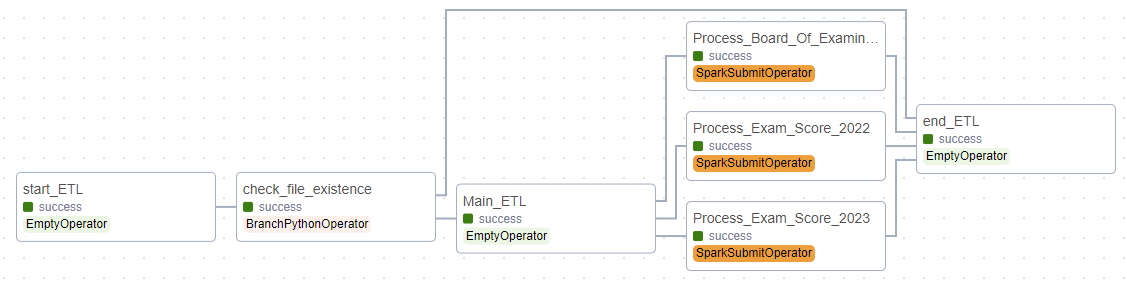 start_ETL
success
EmptyOperator
check_file_existence
success
BranchPythonOperator
Main_ETL
success
EmptyOperator
Process_Board_Of_Examin...
success
SparkSubmitOperator
Process_Exam_Score_2022
success
SparkSubmitOperator
Process_Exam_Score_2023
success
SparkSubmitOperator
end_ETL
success
EmptyOperator